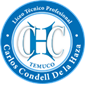 Liceo Técnico Profesional
CHC
TEMUCO
Carlos Condell De la Haza